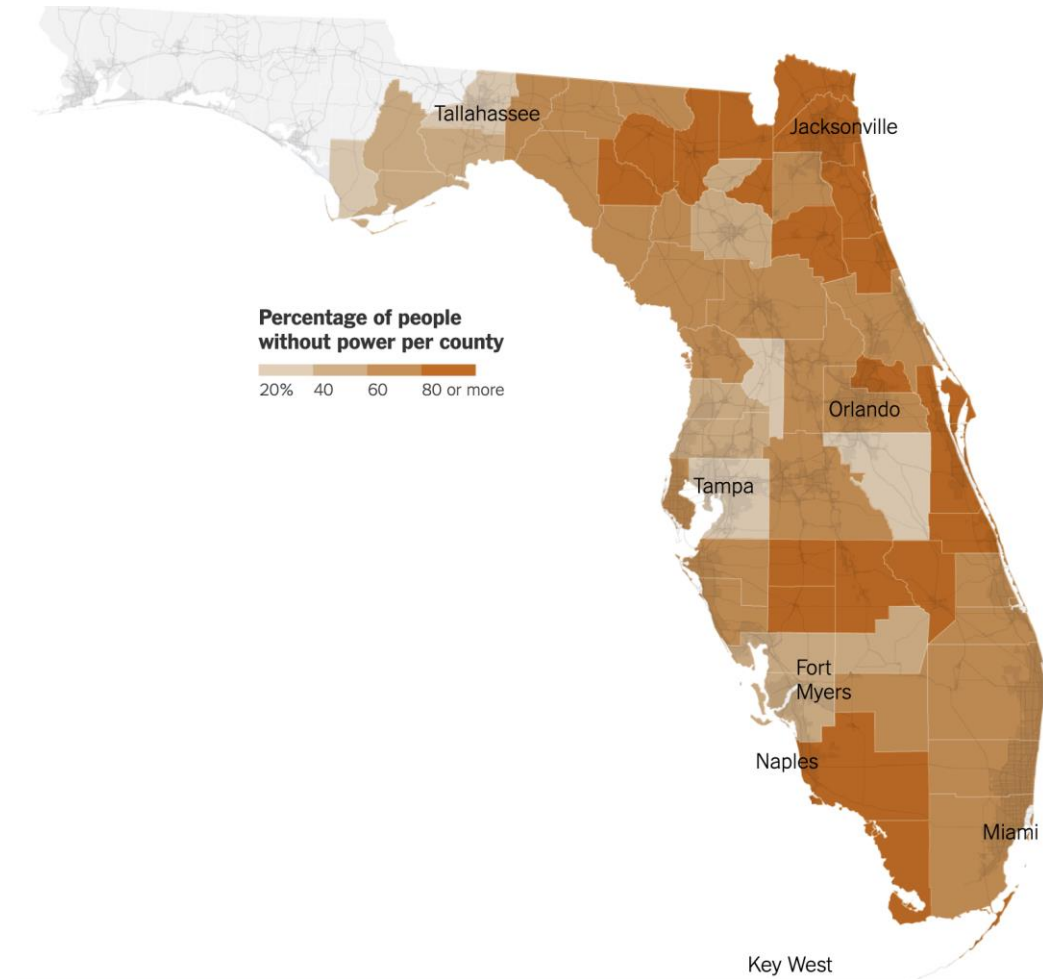 Tallahassee
Jacksonville
Percentage of people
without power per county
20% 40 60 80 or more
Orlando
Tampa
Fort
Myers
Naples
Miami
Key West